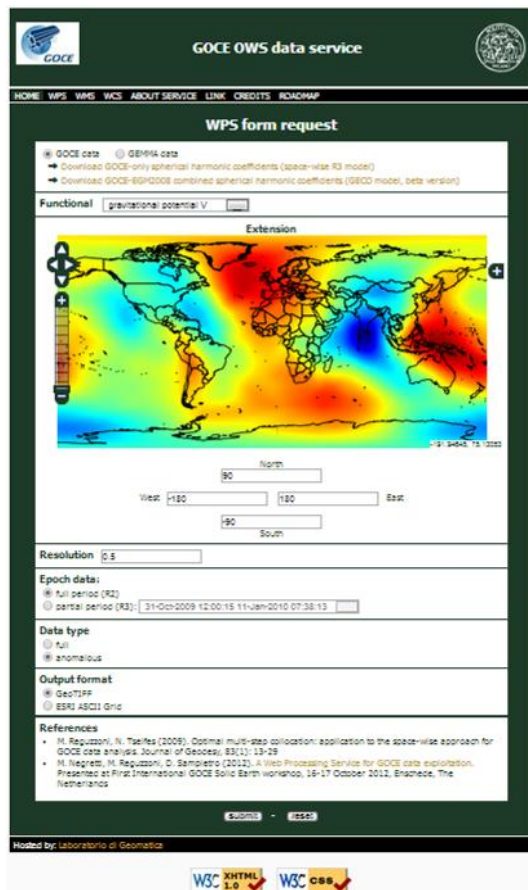 GOCE
GOCE OWS data service
HOME WPS WMS WCS ABOUT SERVICE LINK CREDITS ROADMAP
WPS form request
GOCE data GEMMA data
Download GOCE-only spherical harmonic coefficients (space-wise R3 model)
Download GOCE-EGM2008 combined spherical harmonic coefficients (GECO model, beta version)
Functional gravitational potential V
Extension
75.12053
North
90
West -180 180 East
-90
South
Resolution 0.5
Epoch data:
full period (R2)
partial period (R3): 31-Oct-2009 12:00:15 11-Jan-2010 07:38:13
Data type
full
anomalous
Output format
GeoTIFF
ESRI ASCII Grid
References
M. Reguzzoni, N. Tselfes (2009). Optimal multi-step collocation: application to the space-wise approach for
GOCE data analysis. Journal of Geodesy, 83(1): 13-29
M. Negretti, M. Reguzzoni, D. Sampietro (2012). A Web Processing Service for GOCE data exploitation.
Presented at First International GOCE Solid Earth workshop, 16-17 October 2012, Enschede, The
Netherlands
submit - reset
Hosted by: Laboratorio di Geomatica
W3C XHTML 1.0 W3C css